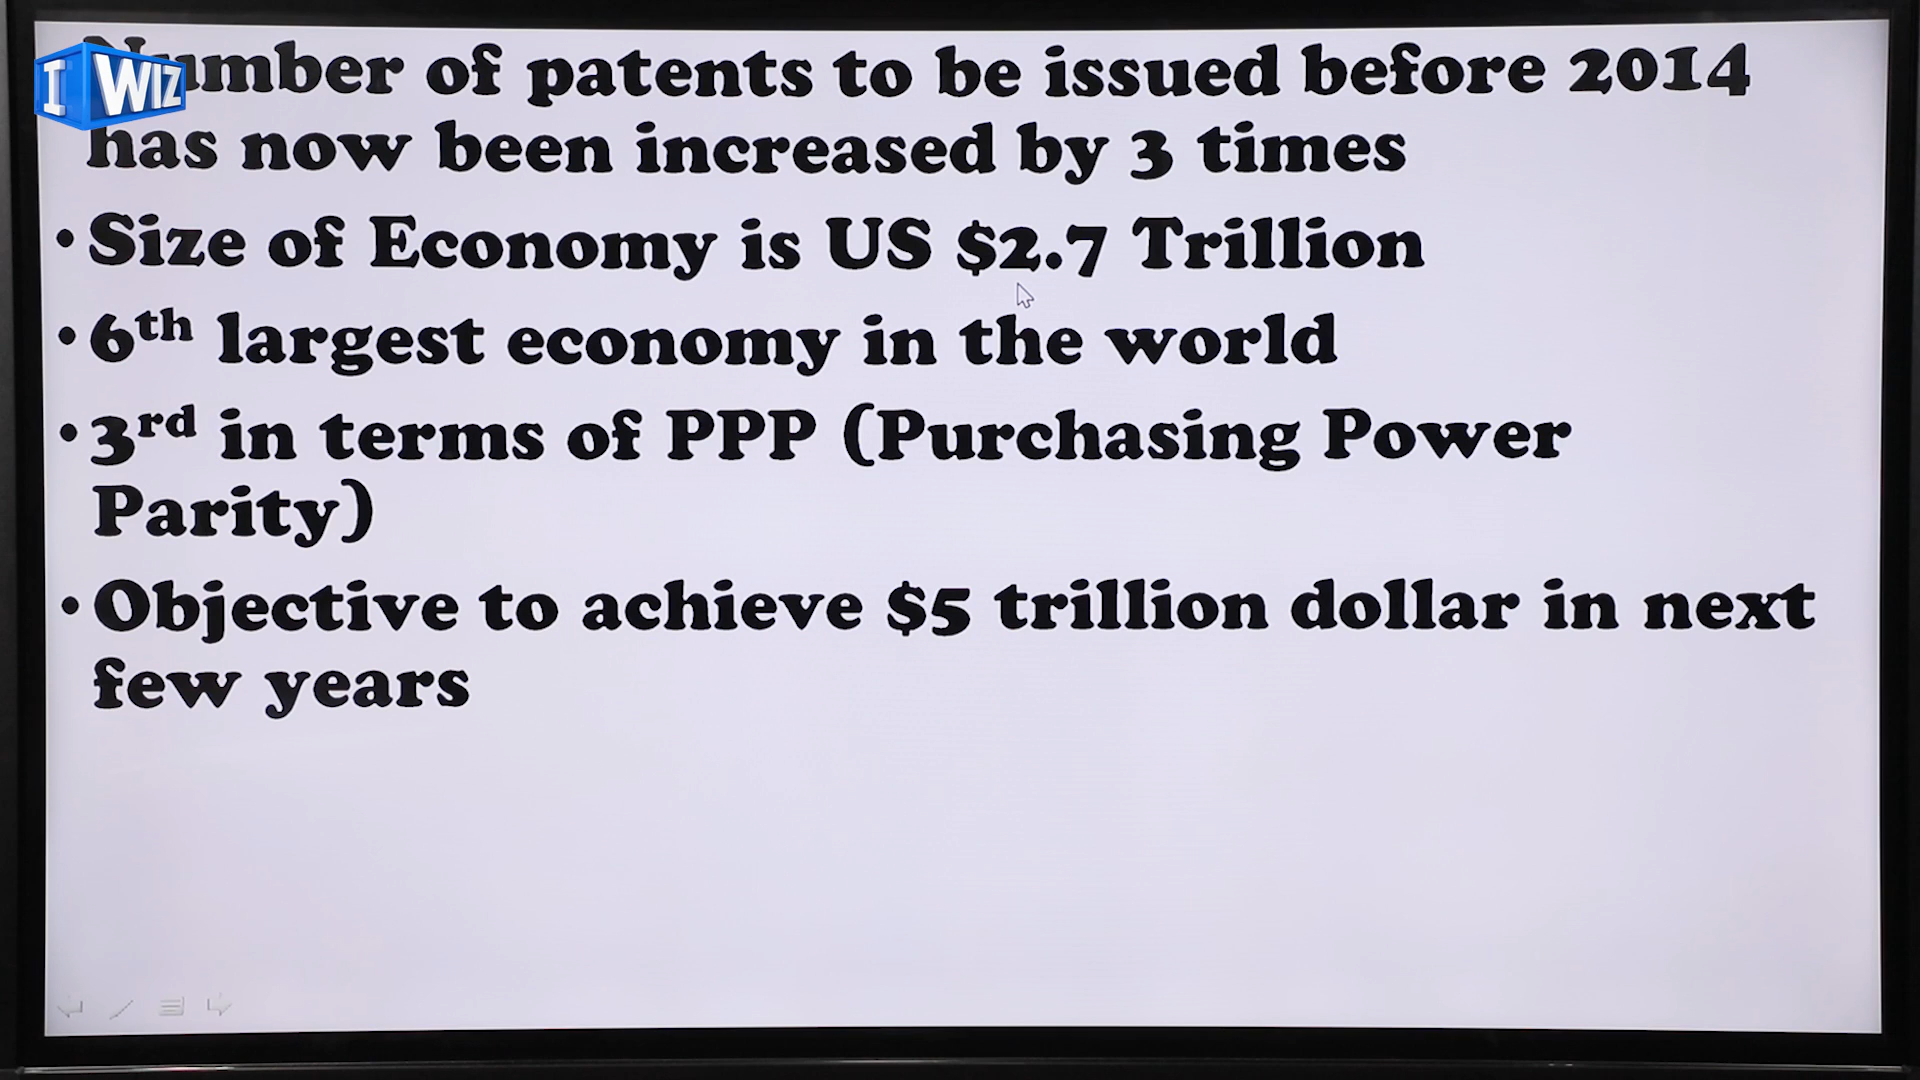 I WIZ
Number of patents to be issued before 2014
has now been increased by 3 times
• Size of Economy is US $2.7 Trillion
• 6th largest economy in the world
• 3rd in terms of PPP (Purchasing Power
Parity)
• Objective to achieve $5 trillion dollar in next
few years